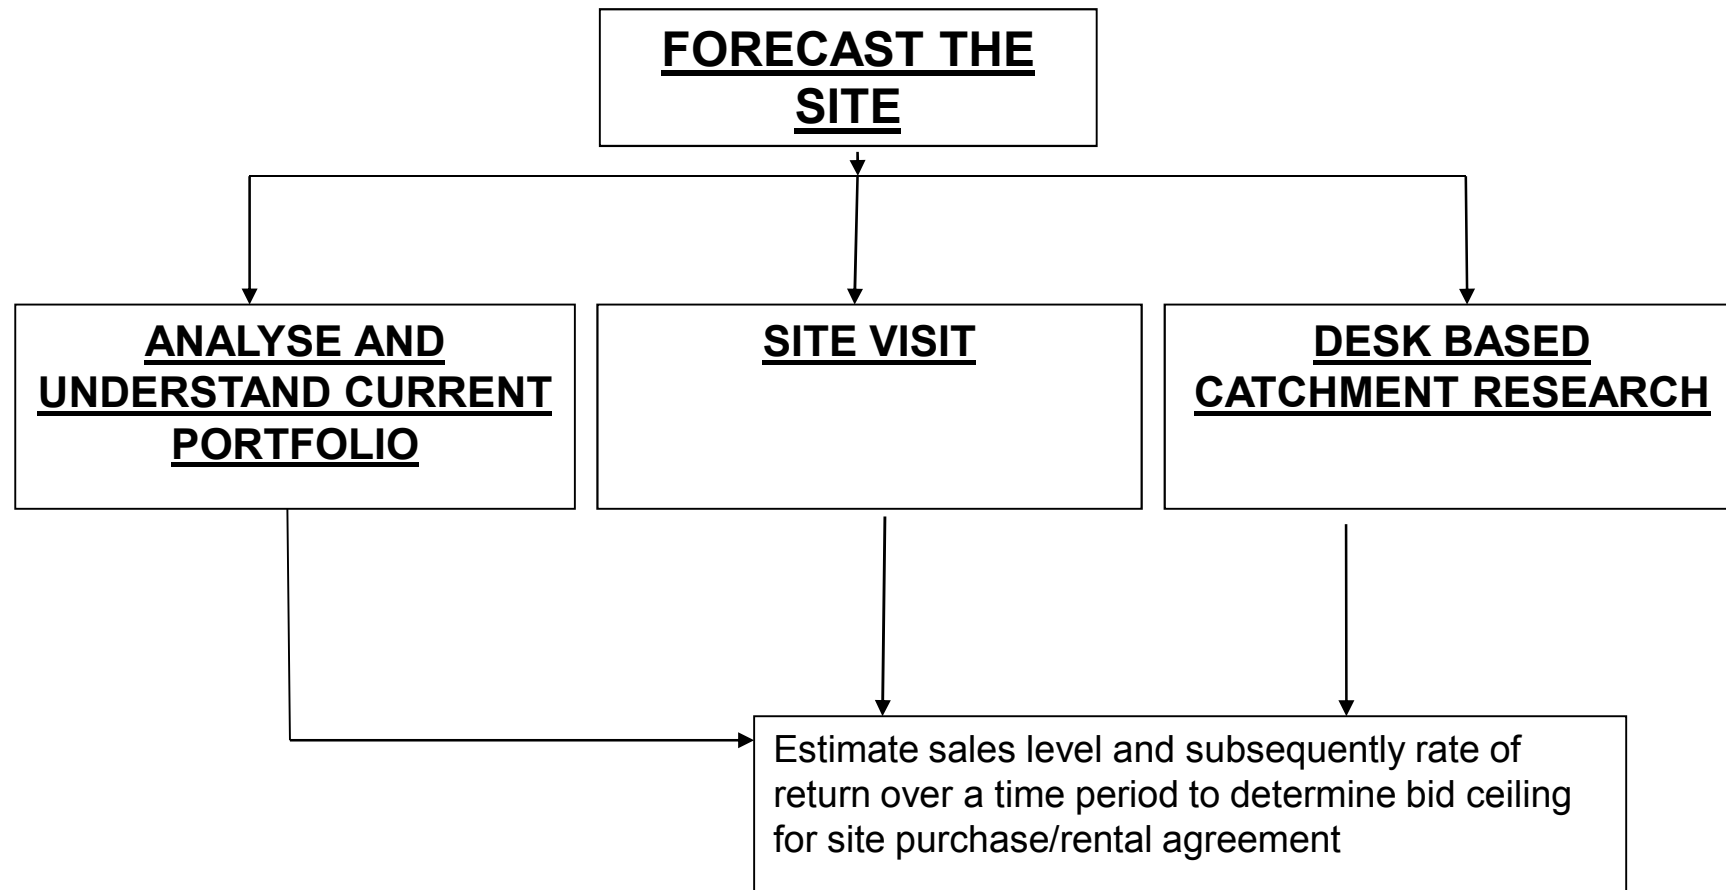 FORECAST THE
SITE
ANALYSE AND
UNDERSTAND CURRENT
PORTFOLIO
SITE VISIT
DESK BASED
CATCHMENT RESEARCH
Estimate sales level and subsequently rate of
return over a time period to determine bid ceiling
for site purchase/rental agreement